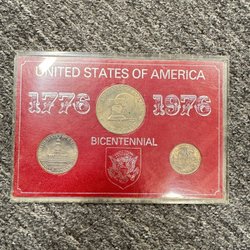 UNITED STATES OF AMERICA
1776 1976
BICENTENNIAL